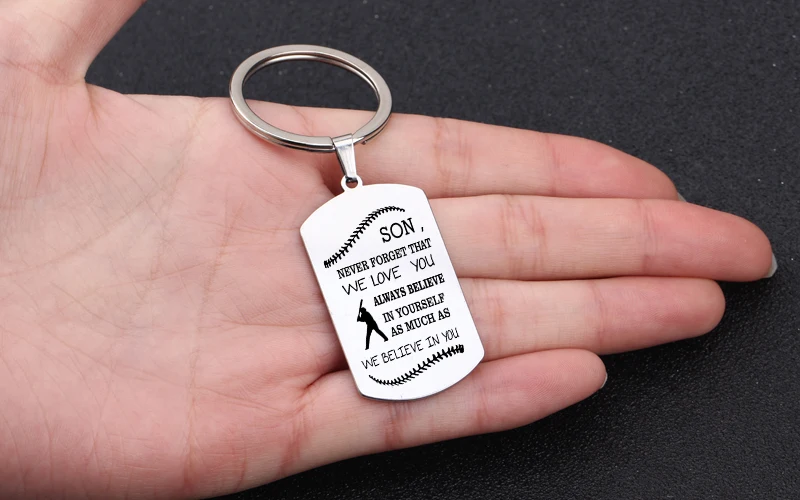 SON,
NEVER FORGET THAT
WE LOVE YOU
ALWAYS BELIEVE
IN YOURSELF
AS MUCH AS
WE BELIEVE IN YOU